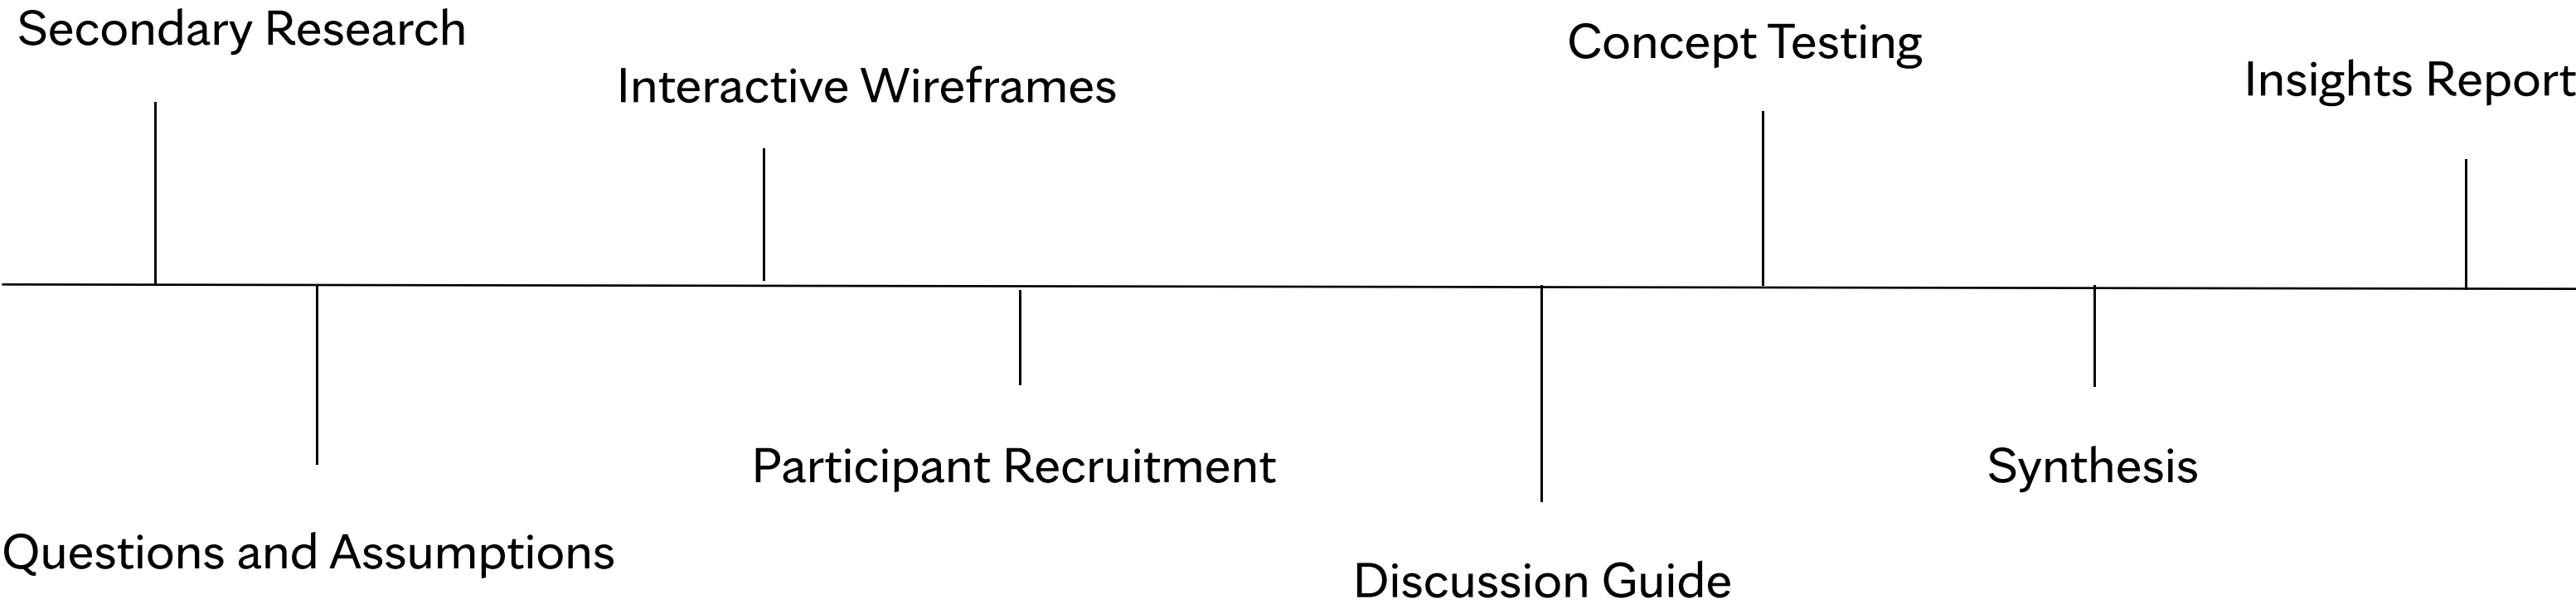 Secondary Research
Interactive Wireframes
Concept Testing
Insights Report
Questions and Assumptions
Participant Recruitment
Discussion Guide
Synthesis